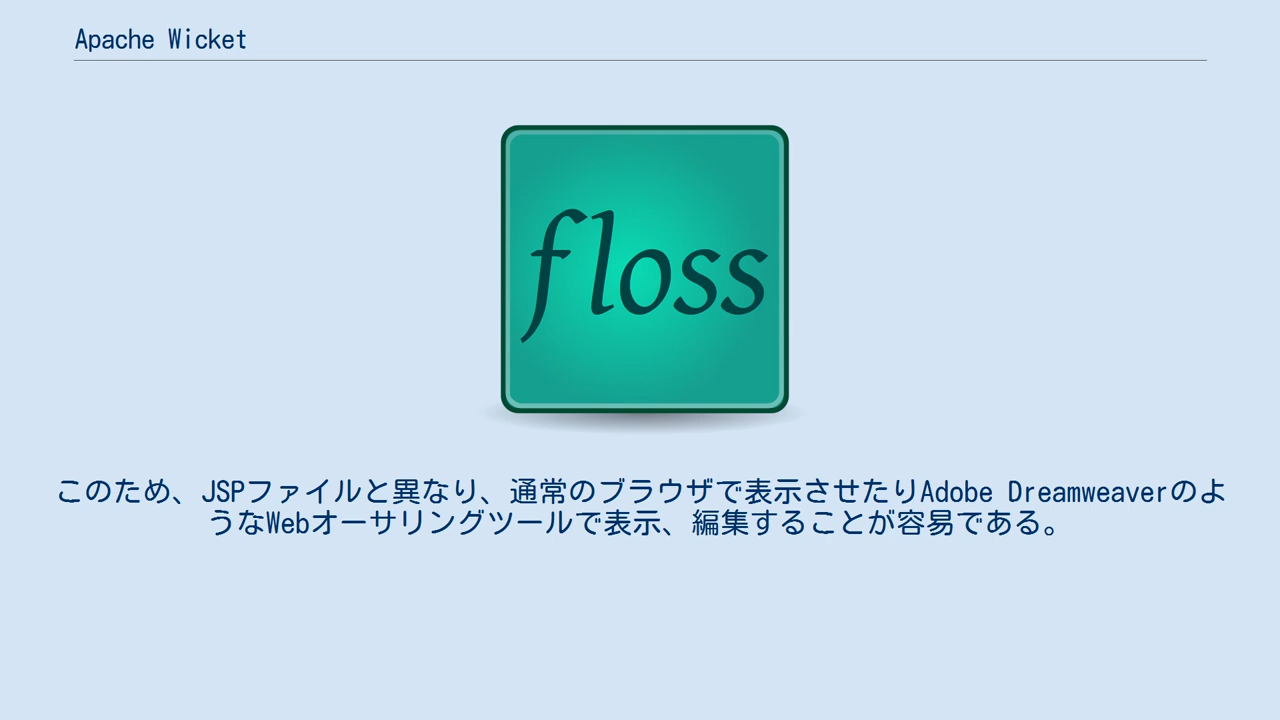 Apache Wicket
floss
このため、JSPファイルと異なり、通常のブラウザで表示させたりAdobe Dreamweaverのよ
うなWebオーサリングツールで表示、編集することが容易である。